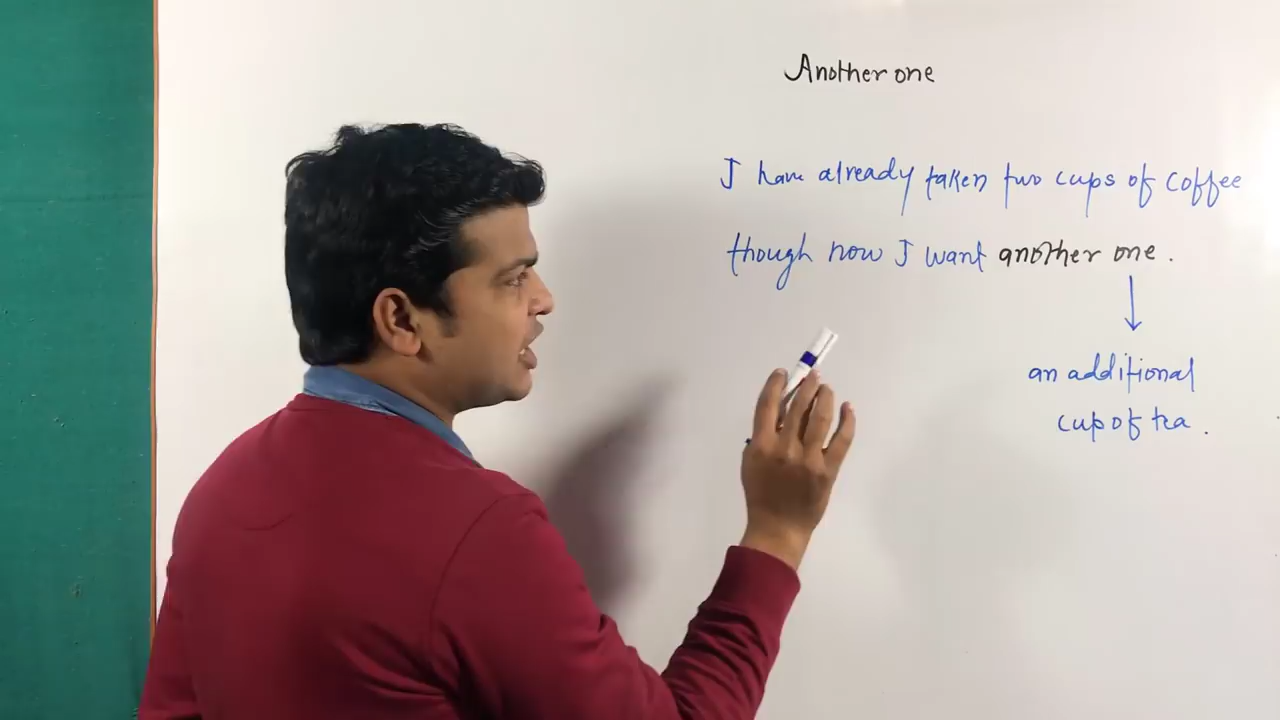 Another one
I have already taken two cups of coffee
though now I want another one.
an additional
cup of tea.